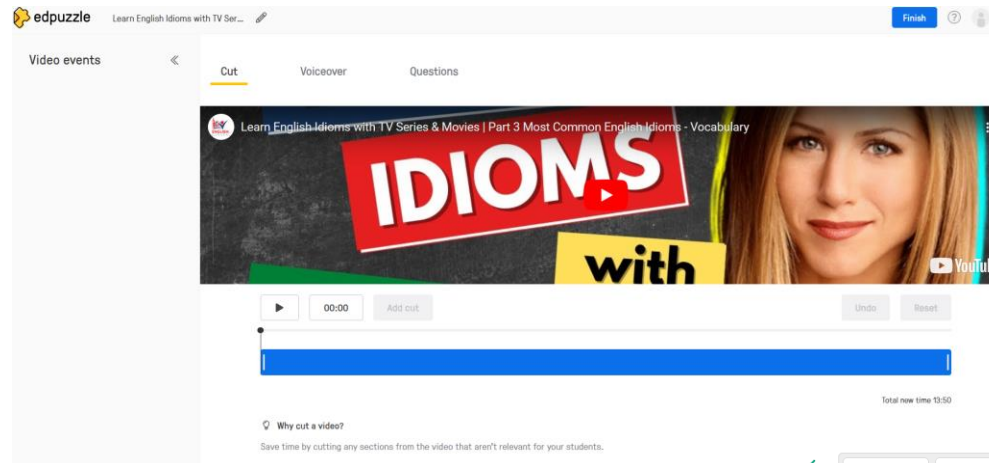 edpuzzle Learn English Idioms with TV Ser... Finish ?
Video events
Cut Voiceover Questions
Learn English Idioms with TV Series & Movies | Part 3 Most Common English Idioms - Vocabulary
IDIOMS
with
00:00 Add cut Undo Reset
Total new time 13:50
Why cut a video?
Save time by cutting any sections from the video that aren't relevant for your students.